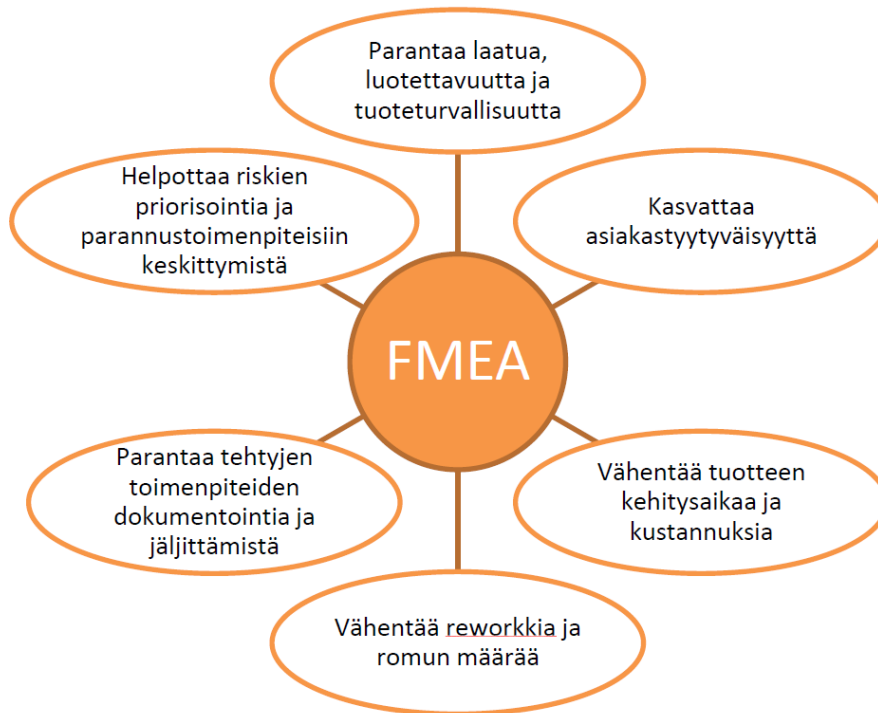 Parantaa laatua,
luotettavuutta ja
tuoteturvallisuutta
Helpottaa riskien
priorisointia ja
parannustoimenpiteisiin
keskittymistä
Kasvattaa
asiakastyytyväisyyttä
FMEA
Parantaa tehtyjen
toimenpiteiden
dokumentointia ja
jäljittämistä
Vähentää tuotteen
kehitysaikaa ja
kustannuksia
Vähentää reworkkia ja
romun määrää